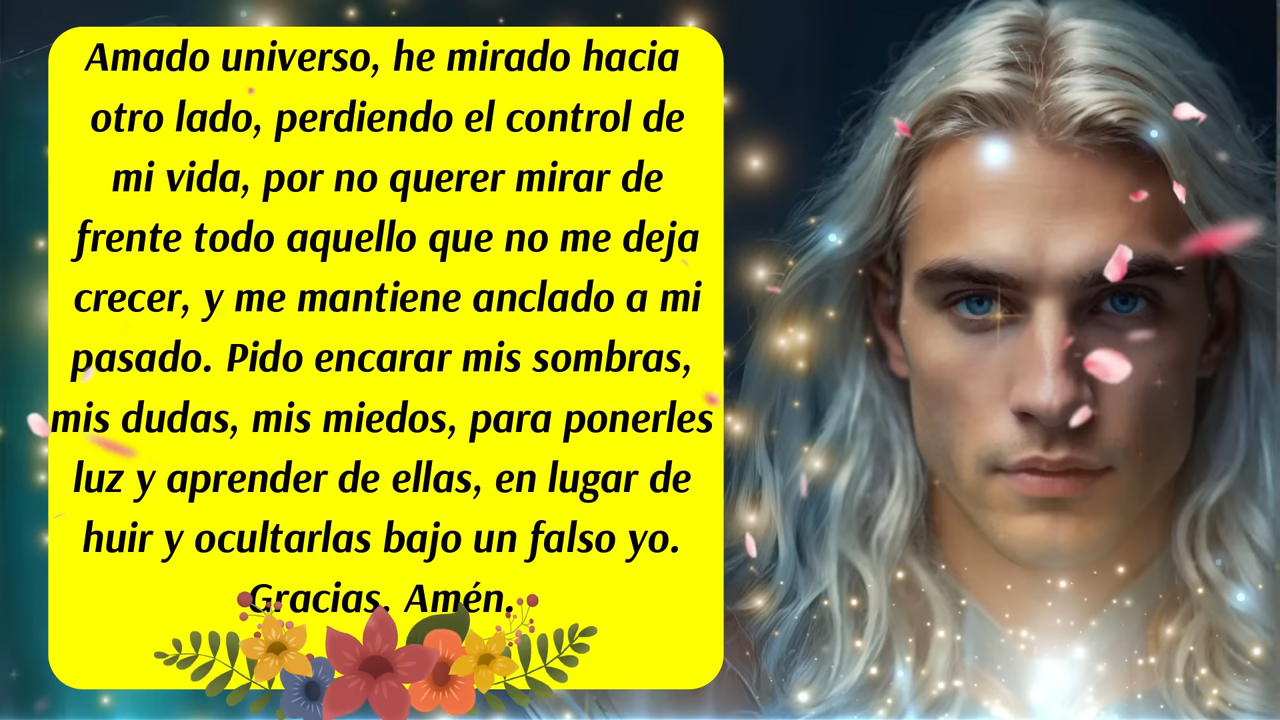 Amado universo, he mirado hacia
otro lado, perdiendo el control de
mi vida, por no querer mirar de
frente todo aquello que no me deja
crecer, y me mantiene anclado a mi
pasado. Pido encarar mis sombras,
mis dudas, mis miedos, para ponerles
luz y aprender de ellas, en lugar de
huir y ocultarlas bajo un falso yo.
Gracias. Amén.